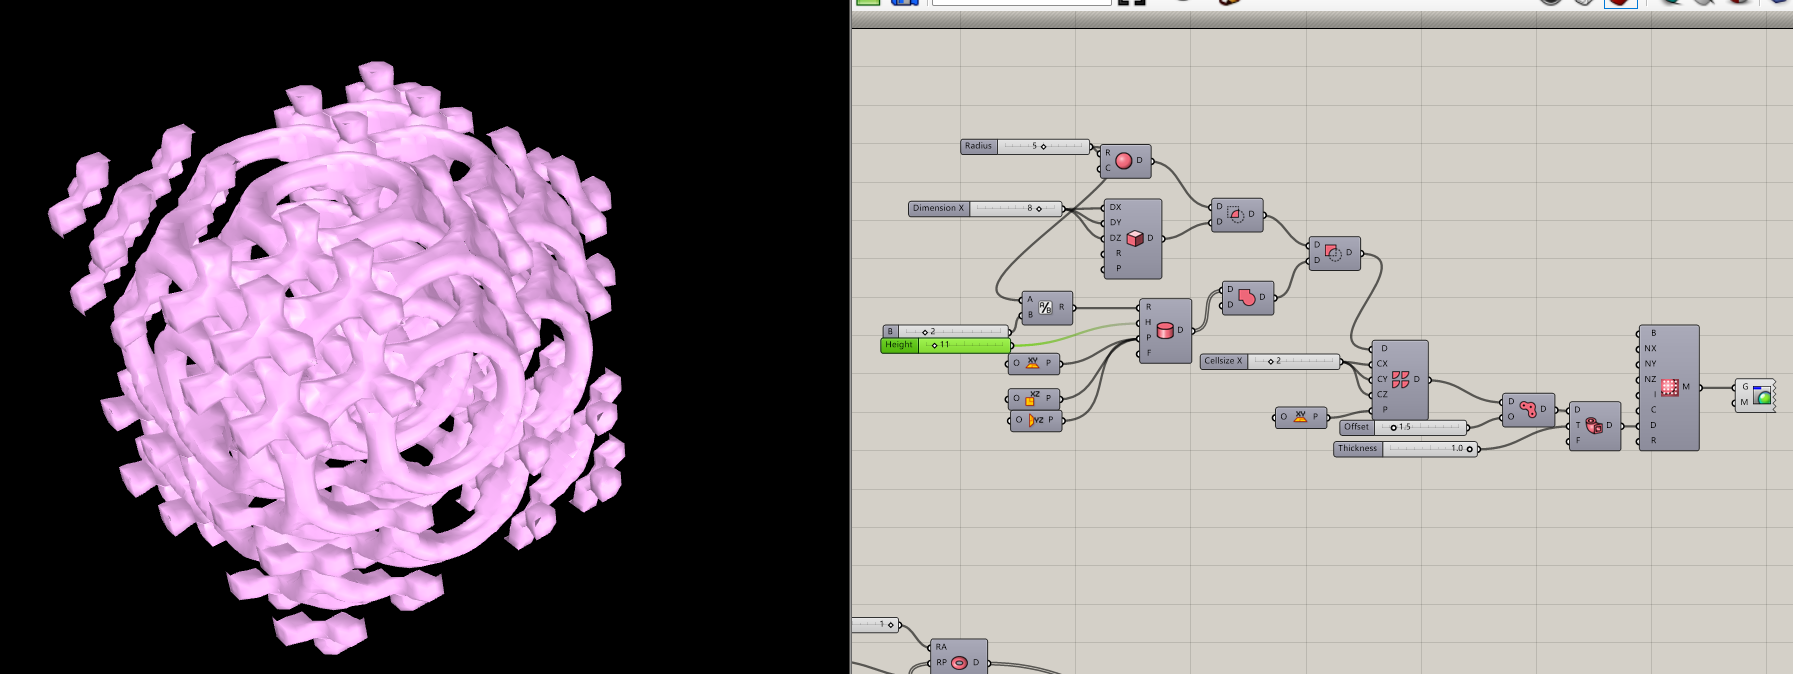 Radius 5
R
C D
Dimension X 8
DX
DY
DZ D
R
P
D
D D
D
D D
A
B A/B R
D
D D
B 2
Height 11
R
H
P D
F
O XY P
O XZ P
O YZ P
Cellsize X 2
D
CX
CY D
CZ
P
O XY P
Offset 1.5
Thickness 1.0
D
O D
D
T D
F
B
NX
NY
NZ
I M
C
D
R
G
M
1
RA
RP D